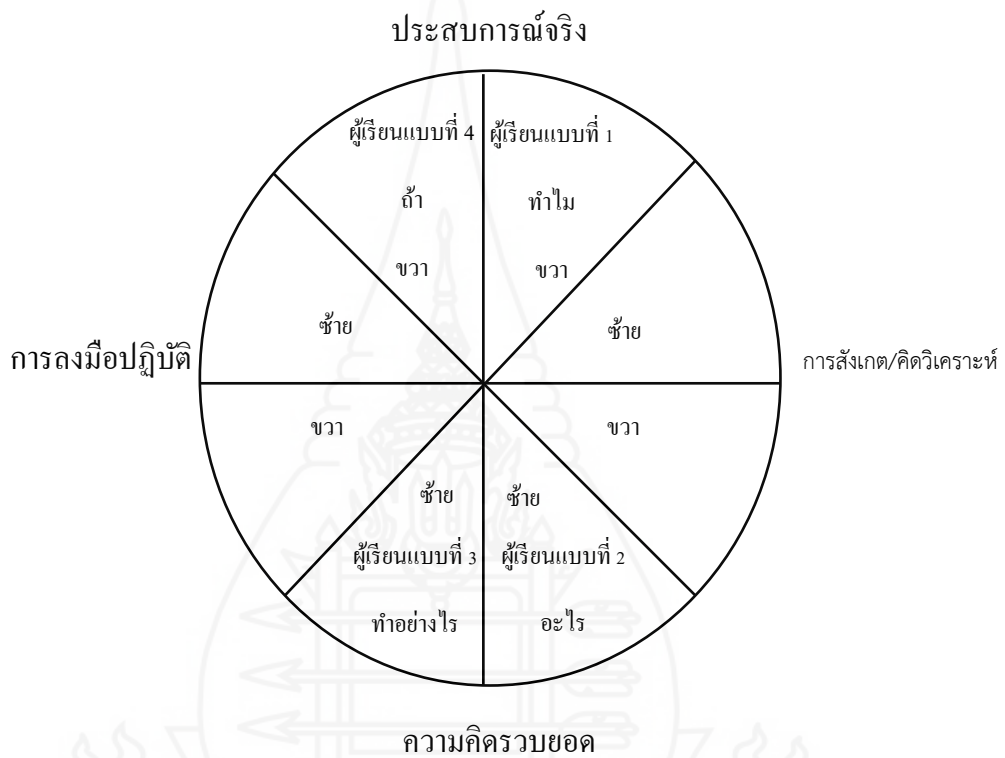 ประสบการณ์จริง
ผู้เรียนแบบที่ 4 ผู้เรียนแบบที่ 1
ถ้า ทำไม
ขวา ขวา
ซ้าย ซ้าย
การลงมือปฏิบัติ การสังเกต/คิดวิเคราะห์
ขวา ขวา
ซ้าย ซ้าย
ผู้เรียนแบบที่ 3 ผู้เรียนแบบที่ 2
ทำอย่างไร อะไร
ความคิดรวบยอด